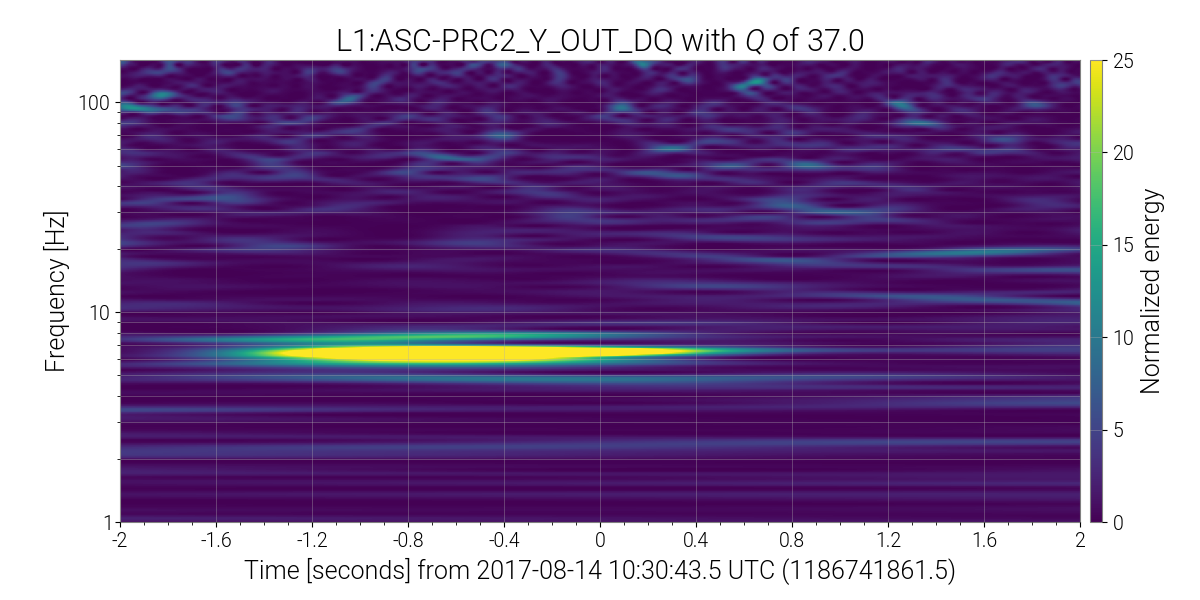 L1:ASC-PRC2_Y_OUT_DQ with Q of 37.0
Frequency [Hz]
100
10
1
-2 -1.6 -1.2 -0.8 -0.4 0 0.4 0.8 1.2 1.6 2
Time [seconds] from 2017-08-14 10:30:43.5 UTC (1186741861.5)
25
20
15
10
5
0
Normalized energy